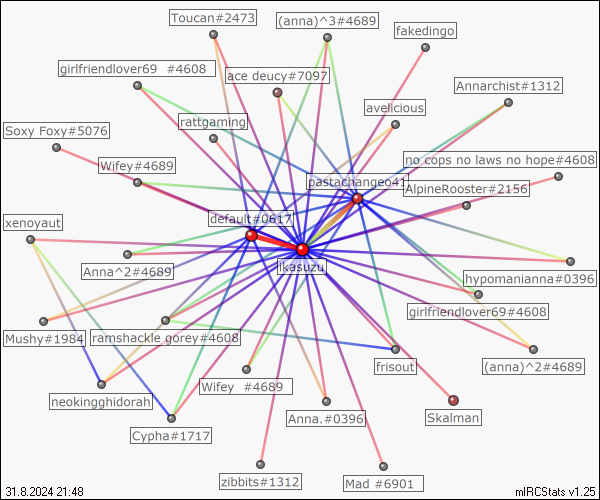 Toucan#2473
(anna)^3#4689
fakedingo
girlfriendlover69 #4608
ace deucy#7097
Annarchist#1312
avelicious
rattgaming
Soxy Foxy#5076
no cops no laws no hope#4608
Wifey#4689
pastachangeo41
AlpineRooster#2156
default#0617
xenoyaut
jkasuzu
Anna^2#4689
hypomanianna#0396
girlfriendlover69#4608
Mushy#1984
ramshackle gorey#4608
frisout
(anna)^2#4689
Wifey #4689
neokingghidorah
Anna.#0396
Skalman
Cypha#1717
zibbits#1312
Mad #6901
31.8.2024 21:48
mIRCStats v1.25